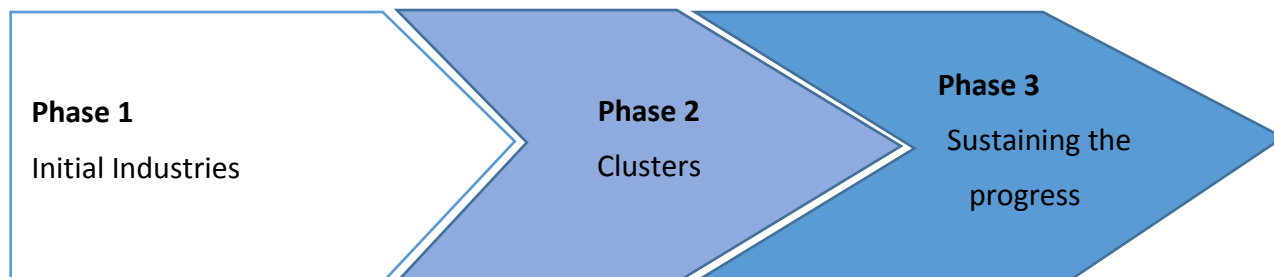 Phase 1
Initial Industries
Phase 2
Clusters
Phase 3
Sustaining the
progress